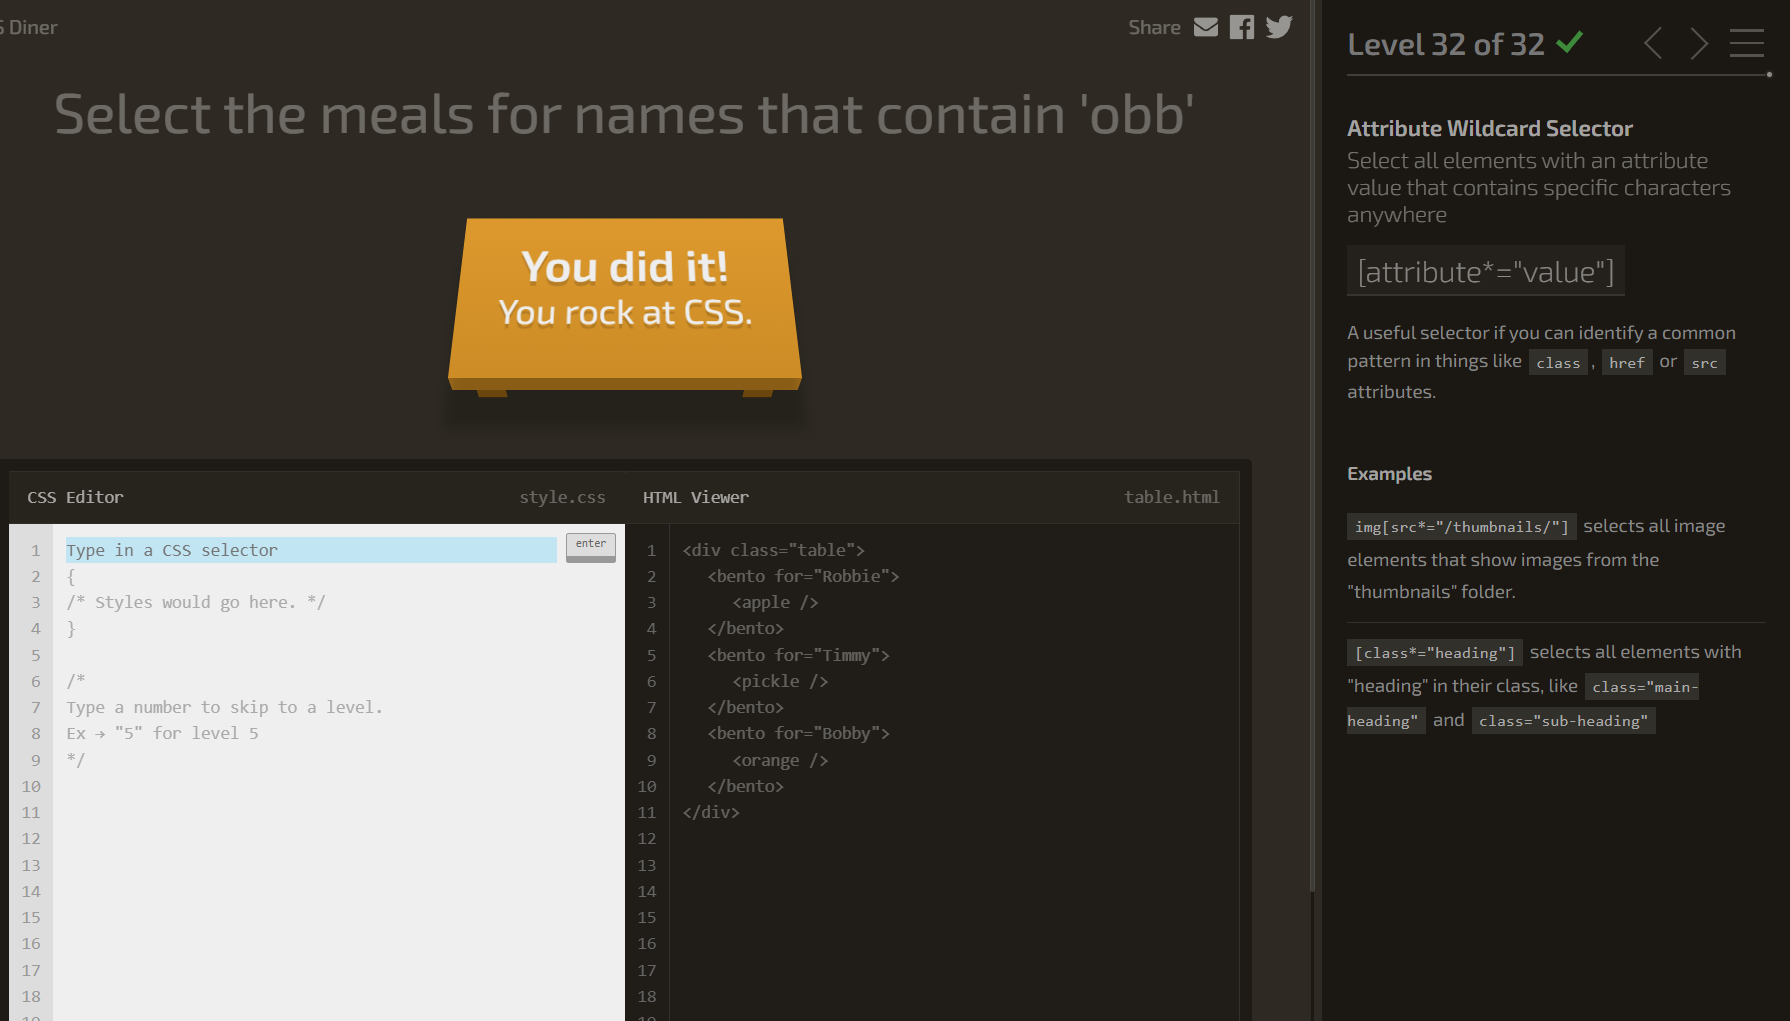 S Diner
Share
Select the meals for names that contain 'obb'
You did it!
You rock at CSS.
CSS Editor
style.css
1 Type in a CSS selector
enter
2 {
3 /* Styles would go here. */
4 }
5
6 /*
7 Type a number to skip to a level.
8 Ex → "5" for level 5
9 */
10
11
12
13
14
15
16
17
18
HTML Viewer
table.html
1 <div class="table">
2 <bento for="Robbie">
3 <apple />
4 </bento>
5 <bento for="Timmy">
6 <pickle />
7 </bento>
8 <bento for="Bobby">
9 <orange />
10 </bento>
11 </div>
12
13
14
15
16
17
18
Level 32 of 32
Attribute Wildcard Selector
Select all elements with an attribute
value that contains specific characters
anywhere
[attribute*="value"]
A useful selector if you can identify a common
pattern in things like class , href or src
attributes.
Examples
img[src*="/thumbnails/"] selects all image
elements that show images from the
"thumbnails" folder.
[class*="heading"] selects all elements with
"heading" in their class, like class="main-
heading" and class="sub-heading"